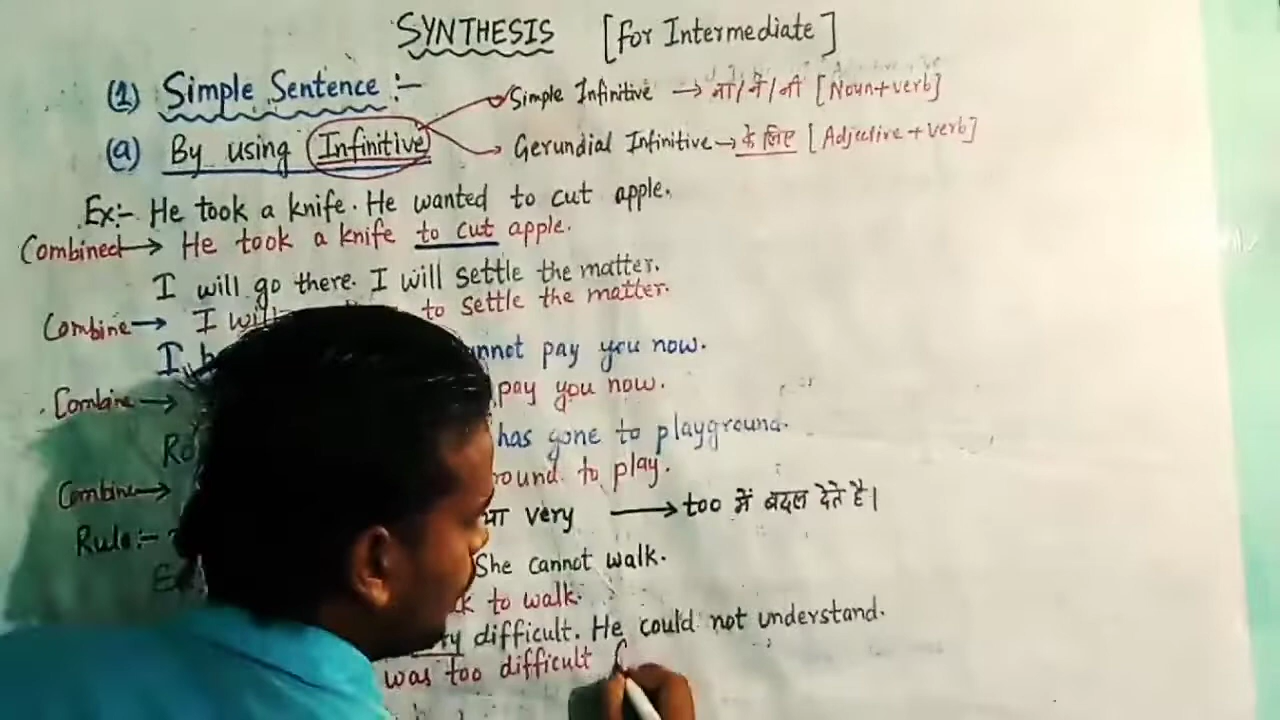 SYNTHESIS [For Intermediate]
(1) Simple Sentence :-
Simple Infinitive → ना/ने/नी [Noun+verb]
(a) By using Infinitive
Gerundial Infinitive → के लिए [Adjective + verb]
Ex:- He took a knife. He wanted to cut apple.
Combined → He took a knife to cut apple.
I will go there. I will settle the matter.
Combine → I will to settle the matter.
I pay you now.
Combine → pay you now.
has gone to playground.
Combine → to play.
Rule:- या very → too में बदल देते है।
She cannot walk.
to walk.
difficult. He could not understand.
was too difficult